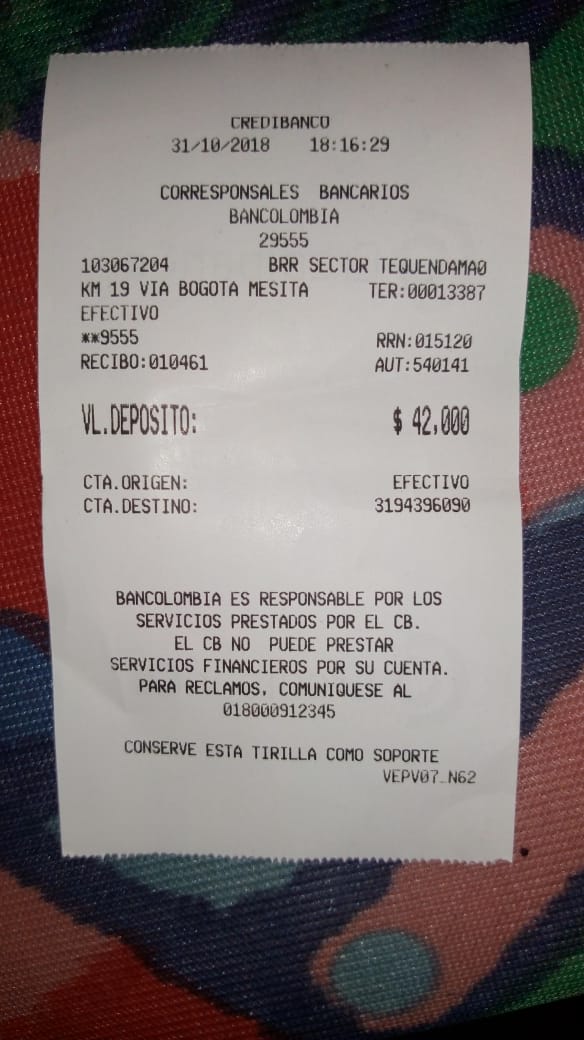 CREDIBANCO
31/10/2018 18:16:29
CORRESPONSALES BANCARIOS
BANCOLOMBIA
29555
103067204 BRR SECTOR TEQUENDAMA0
KM 19 VIA BOGOTA MESITA TER:00013387
EFECTIVO
**9555 RRN:015120
RECIBO:010461 AUT:540141
VL.DEPOSITO: $ 42,000
CTA.ORIGEN: EFECTIVO
CTA.DESTINO: 3194396090
BANCOLOMBIA ES RESPONSABLE POR LOS
SERVICIOS PRESTADOS POR EL CB.
EL CB NO PUEDE PRESTAR
SERVICIOS FINANCIEROS POR SU CUENTA.
PARA RECLAMOS, COMUNIQUESE AL
018000912345
CONSERVE ESTA TIRILLA COMO SOPORTE
VEPV07_N62